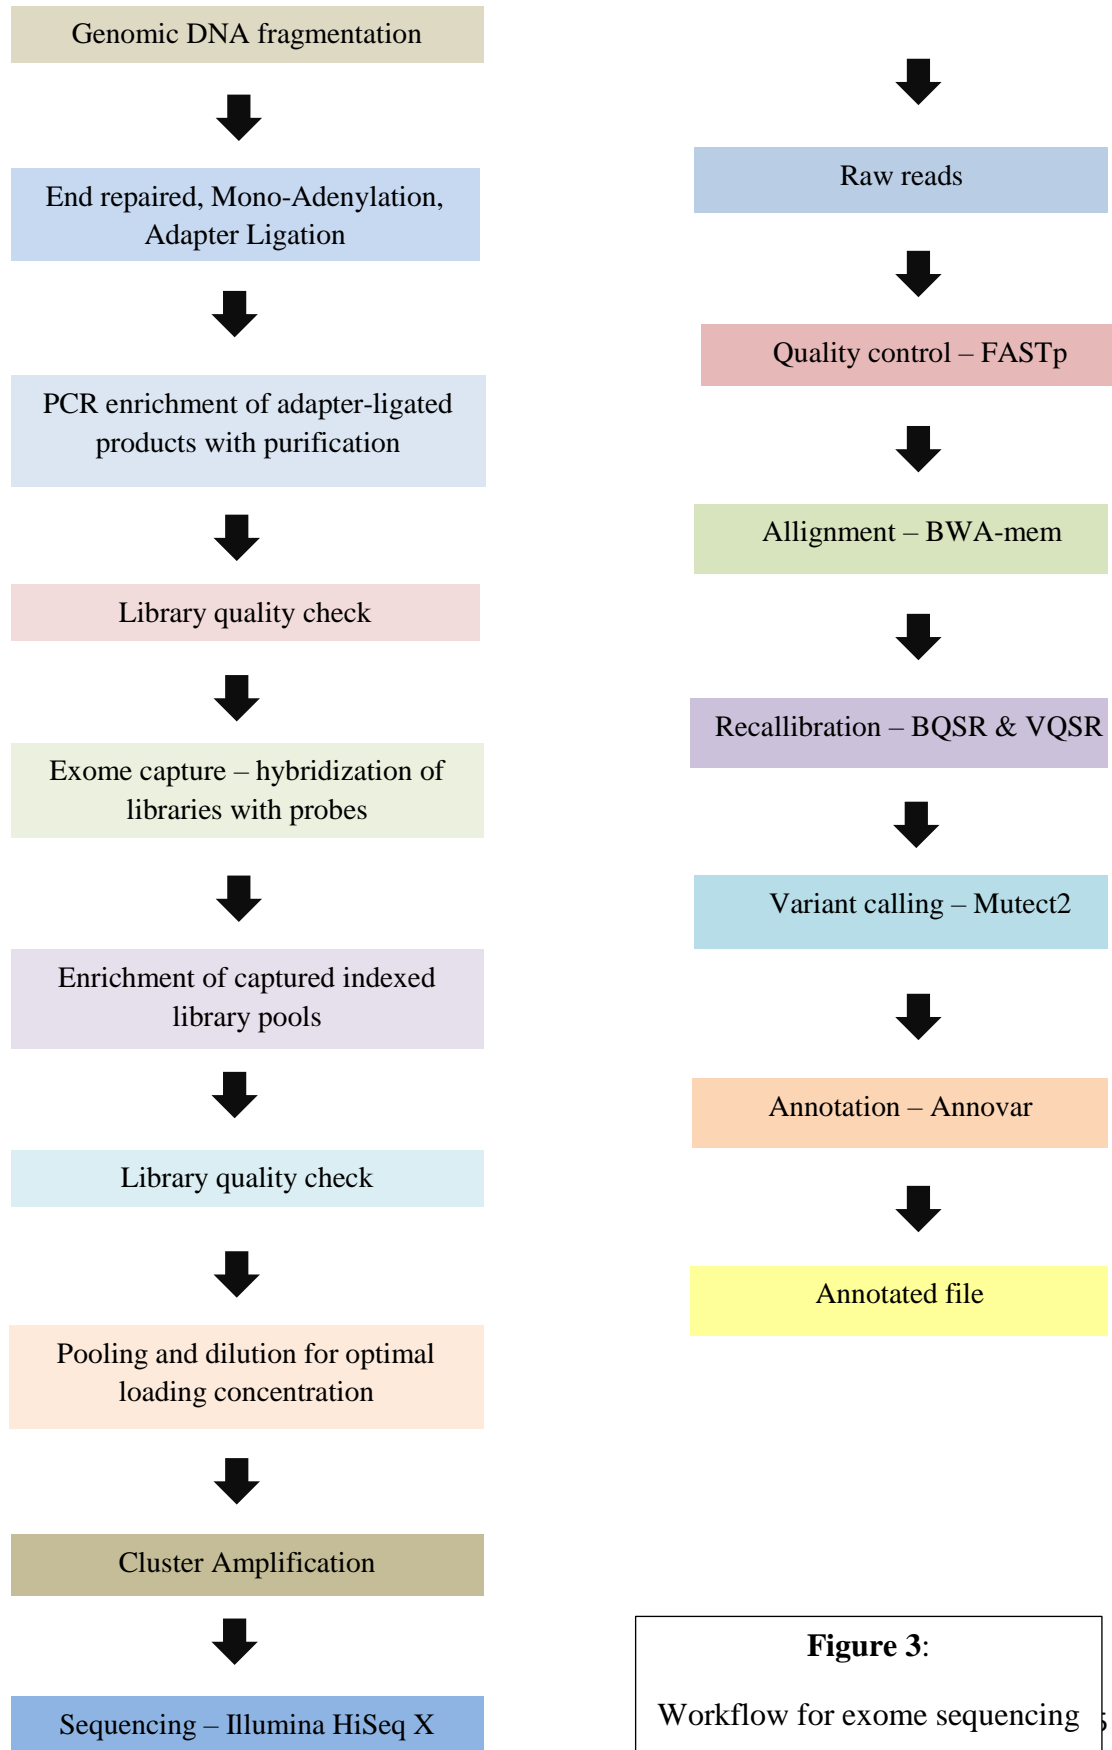 Genomic DNA fragmentation
End repaired, Mono-Adenylation,
Adapter Ligation
PCR enrichment of adapter-ligated
products with purification
Library quality check
Exome capture – hybridization of
libraries with probes
Enrichment of captured indexed
library pools
Library quality check
Pooling and dilution for optimal
loading concentration
Cluster Amplification
Sequencing – Illumina HiSeq X
Raw reads
Quality control – FASTp
Allignment – BWA-mem
Recallibration – BQSR & VQSR
Variant calling – Mutect2
Annotation – Annovar
Annotated file
Figure 3:
Workflow for exome sequencing